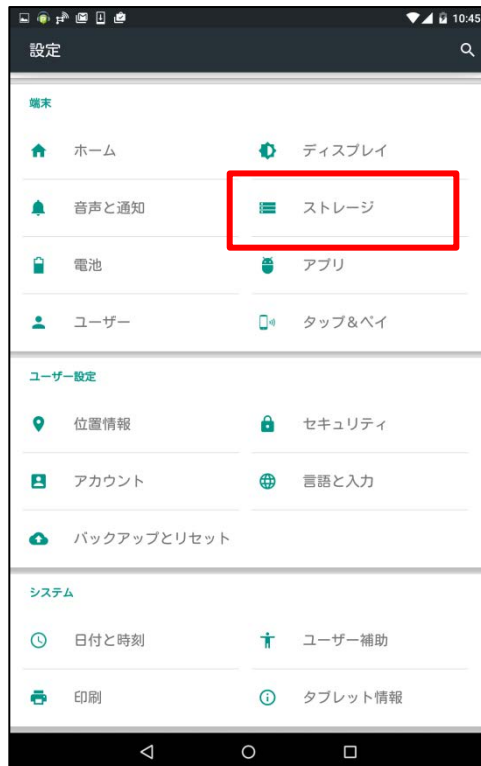 10:45
設定
端末
ホーム
ディスプレイ
音声と通知
ストレージ
電池
アプリ
ユーザー
タップ&ペイ
ユーザー設定
位置情報
セキュリティ
アカウント
言語と入力
バックアップとリセット
システム
日付と時刻
ユーザー補助
印刷
タブレット情報